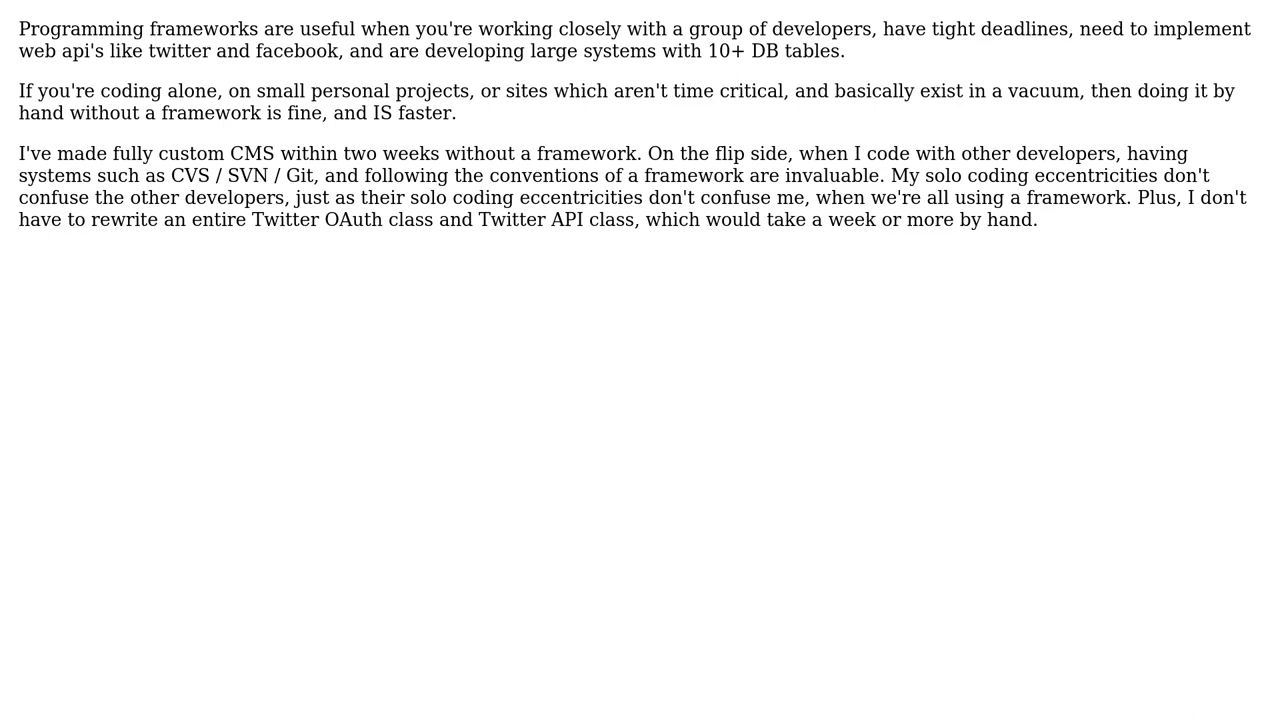 Programming frameworks are useful when you're working closely with a group of developers, have tight deadlines, need to implement
web api's like twitter and facebook, and are developing large systems with 10+ DB tables.
If you're coding alone, on small personal projects, or sites which aren't time critical, and basically exist in a vacuum, then doing it by
hand without a framework is fine, and IS faster.
I've made fully custom CMS within two weeks without a framework. On the flip side, when I code with other developers, having
systems such as CVS / SVN / Git, and following the conventions of a framework are invaluable. My solo coding eccentricities don't
confuse the other developers, just as their solo coding eccentricities don't confuse me, when we're all using a framework. Plus, I don't
have to rewrite an entire Twitter OAuth class and Twitter API class, which would take a week or more by hand.